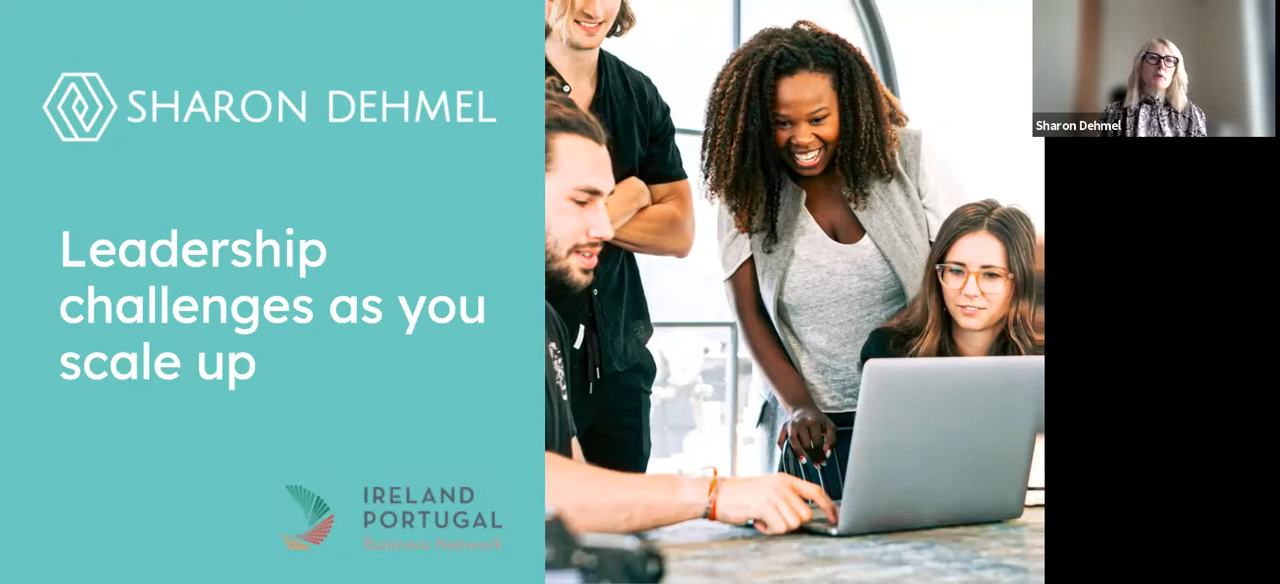 SHARON DEHMEL
Leadership
challenges as you
scale up
IRELAND
PORTUGAL
Business Network
Sharon Dehmel